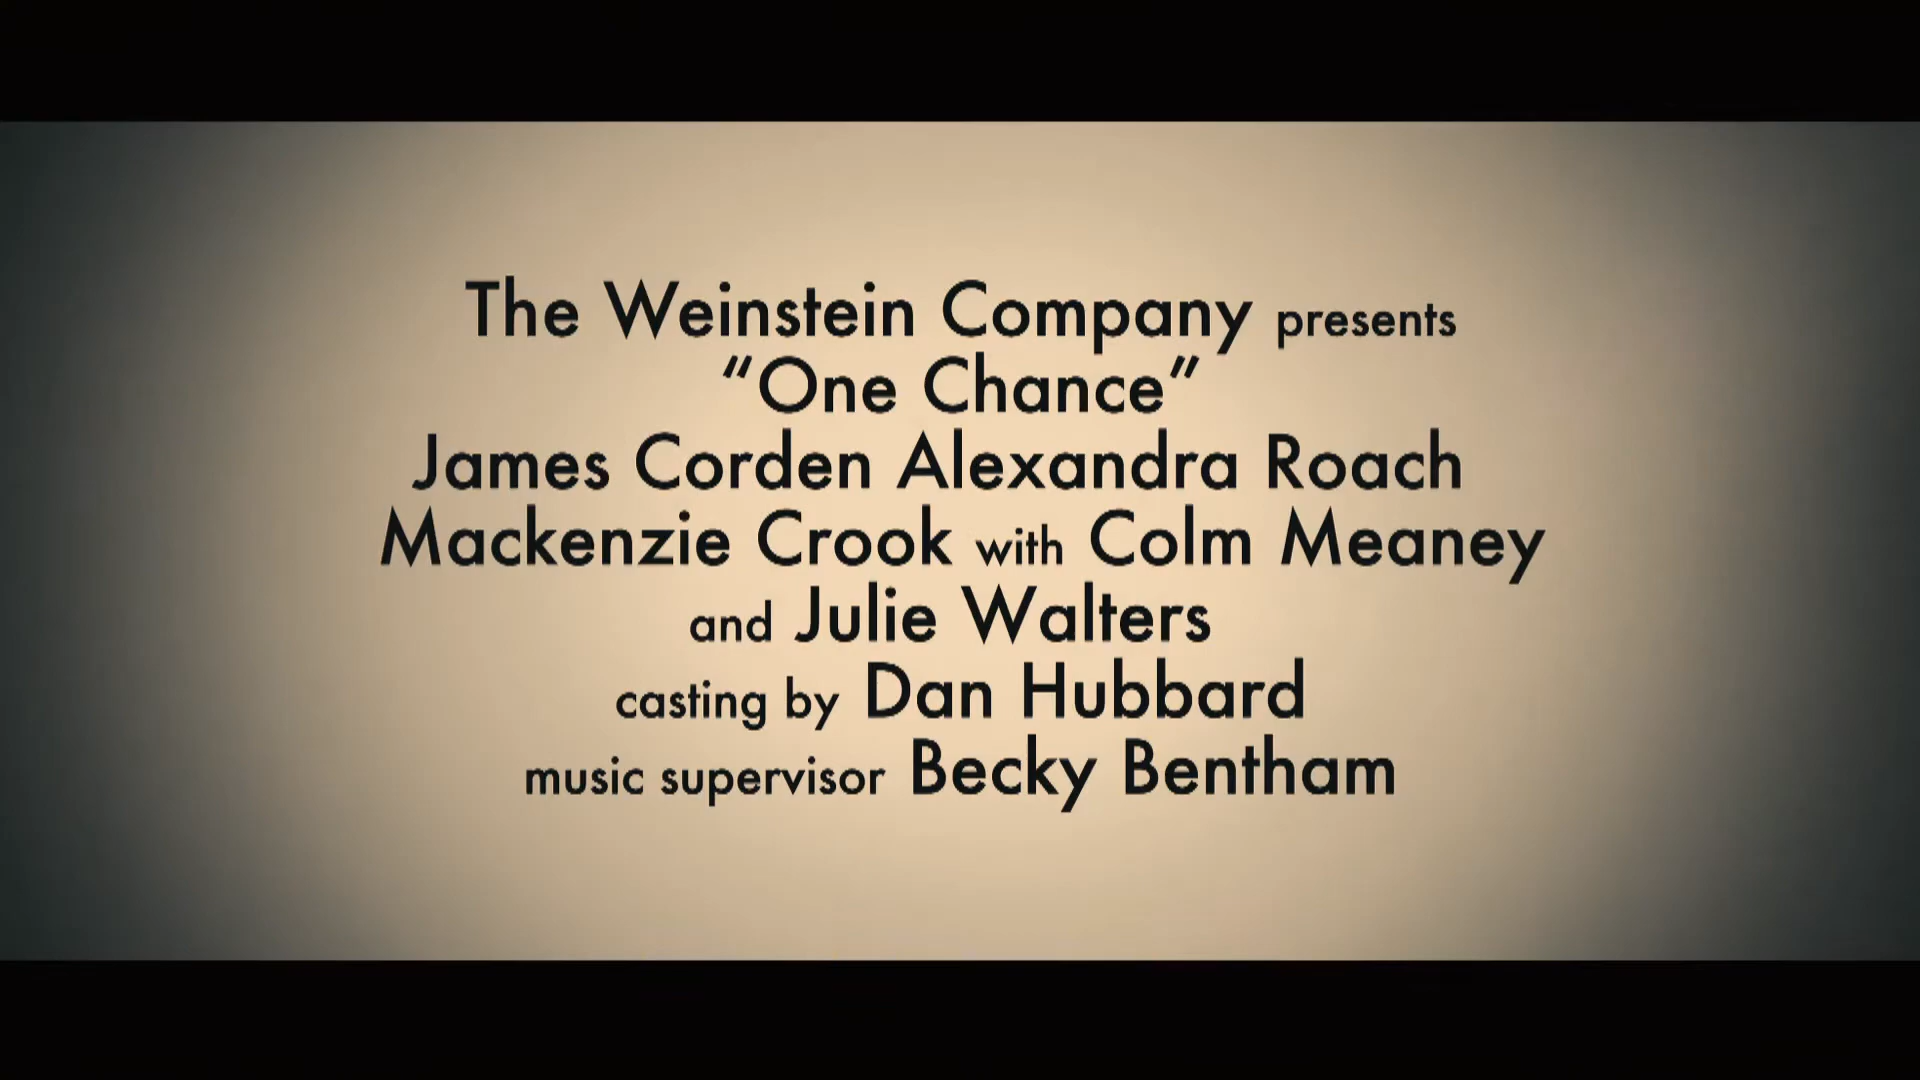 The Weinstein Company presents
“One Chance”
James Corden Alexandra Roach
Mackenzie Crook with Colm Meaney
and Julie Walters
casting by Dan Hubbard
music supervisor Becky Bentham